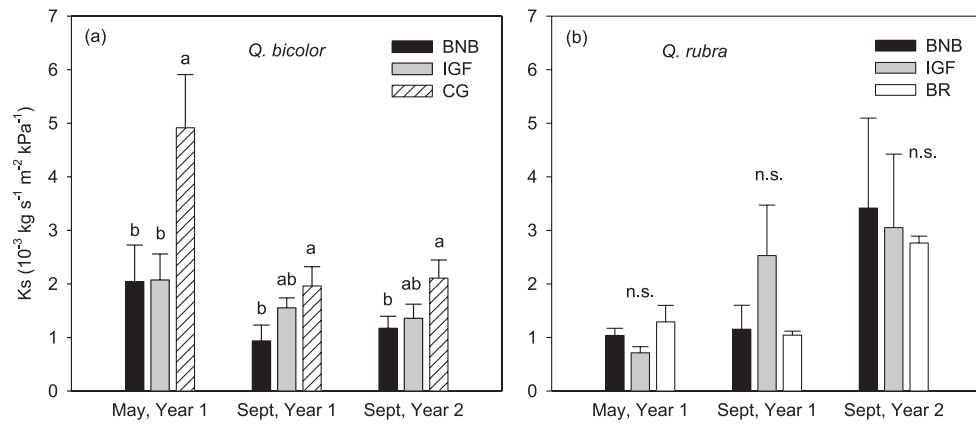 (a)
Q. bicolor
BNB
IGF
CG
Ks (10⁻³ kg s⁻¹ m⁻² kPa⁻¹)
7
6
5
4
3
2
1
0
b b a
b ab a
b ab a
May, Year 1 Sept, Year 1 Sept, Year 2
(b)
Q. rubra
BNB
IGF
BR
7
6
5
4
3
2
1
0
n.s.
n.s.
n.s.
May, Year 1 Sept, Year 1 Sept, Year 2